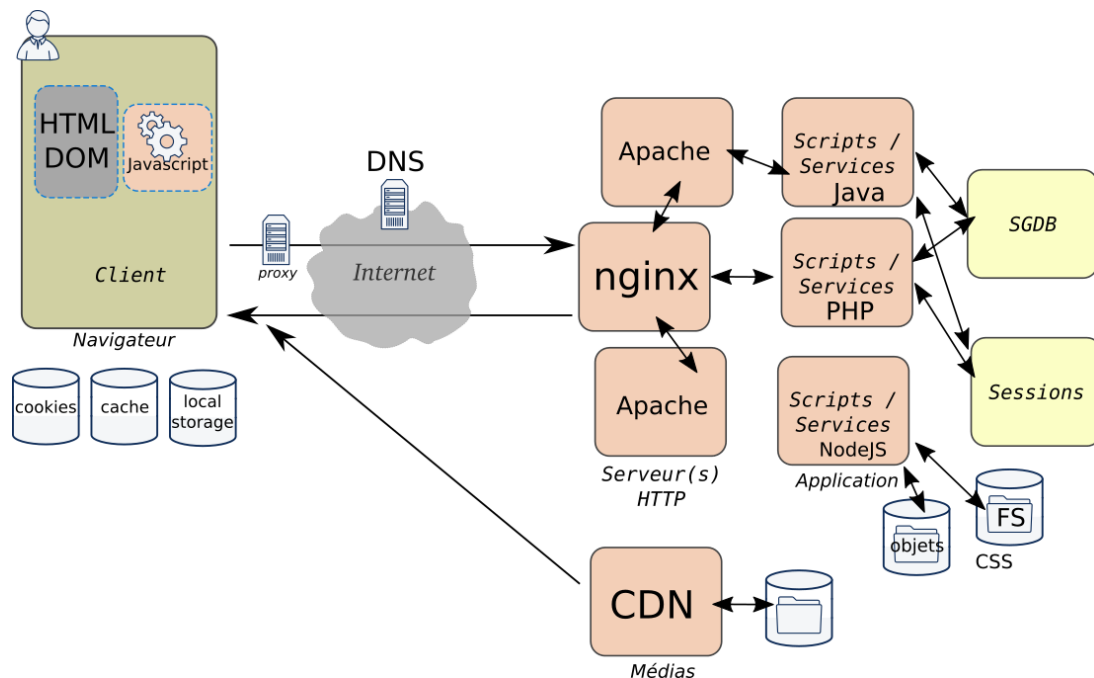 HTML
DOM
Javascript
Client
Navigateur
cookies
cache
local
storage
DNS
proxy
Internet
Apache
nginx
Apache
Serveur(s)
HTTP
Scripts /
Services
Java
Scripts /
Services
PHP
Scripts /
Services
NodeJS
Application
SGDB
Sessions
objets
FS
CSS
CDN
Médias